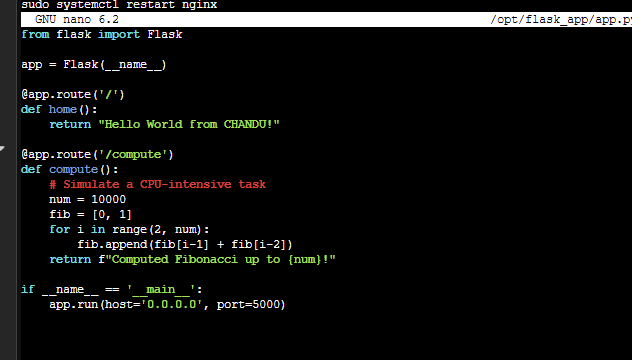 sudo systemctl restart nginx
GNU nano 6.2 /opt/flask_app/app.py
from flask import Flask
app = Flask(__name__)
@app.route('/')
def home():
return "Hello World from CHANDU!"
@app.route('/compute')
def compute():
# Simulate a CPU-intensive task
num = 10000
fib = [0, 1]
for i in range(2, num):
fib.append(fib[i-1] + fib[i-2])
return f"Computed Fibonacci up to {num}!"
if __name__ == '__main__':
app.run(host='0.0.0.0', port=5000)